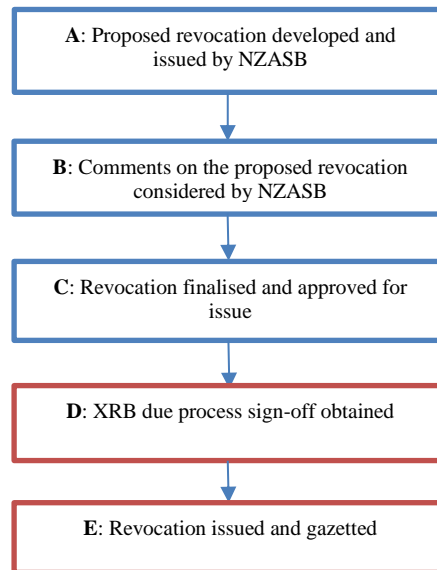 A: Proposed revocation developed and
issued by NZASB
B: Comments on the proposed revocation
considered by NZASB
C: Revocation finalised and approved for
issue
D: XRB due process sign-off obtained
E: Revocation issued and gazetted